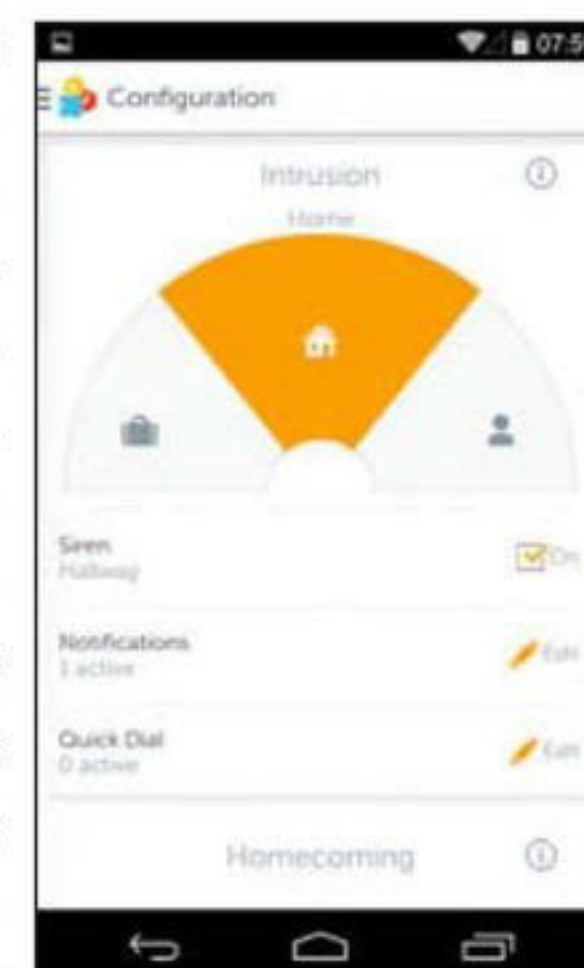 07:5
Configuration
Intrusion
Home
Siren
Hallway
On
Notifications
1 active
Edit
Quick Dial
0 active
Edit
Homecoming